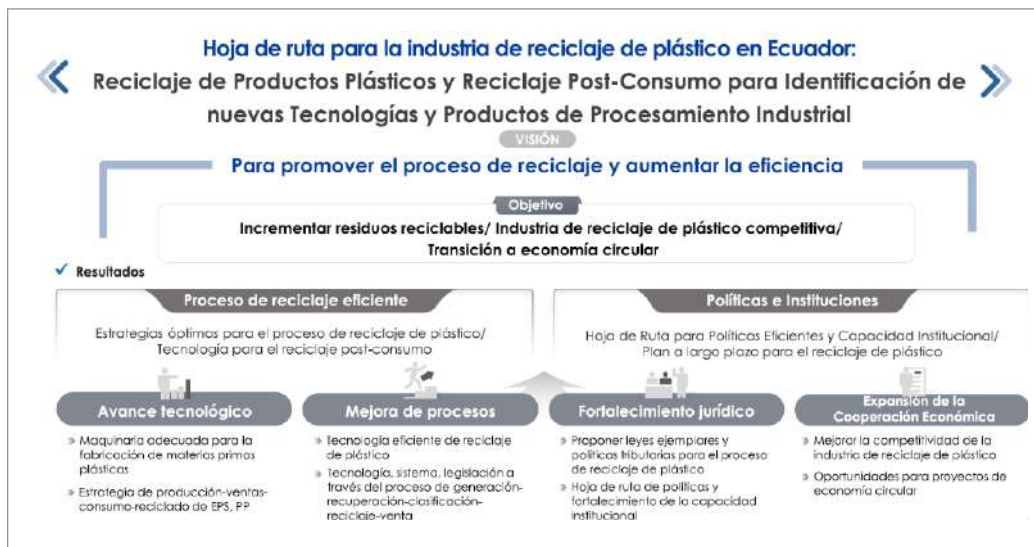 Hoja de ruta para la industria de reciclaje de plástico en Ecuador:
Reciclaje de Productos Plásticos y Reciclaje Post-Consumo para Identificación de
nuevas Tecnologías y Productos de Procesamiento Industrial
VISIÓN
Para promover el proceso de reciclaje y aumentar la eficiencia
Objetivo
Incrementar residuos reciclables/ Industria de reciclaje de plástico competitiva/
Transición a economía circular
Resultados
Proceso de reciclaje eficiente
Estrategias óptimas para el proceso de reciclaje de plástico/
Tecnología para el reciclaje post-consumo
Políticas e Instituciones
Hoja de Ruta para Políticas Eficientes y Capacidad Institucional/
Plan a largo plazo para el reciclaje de plástico
Avance tecnológico
» Maquinaria adecuada para la
fabricación de materias primas
plásticas
» Estrategia de producción-ventas-
consumo-reciclado de EPS, PP
Mejora de procesos
» Tecnología eficiente de reciclaje
de plástico
» Tecnología, sistema, legislación a
través del proceso de generación-
recuperación-clasificación-
reciclaje-venta
Fortalecimiento jurídico
» Proponer leyes ejemplares y
políticas tributarias para el proceso
de reciclaje de plástico
» Hoja de ruta de políticas y
fortalecimiento de la capacidad
institucional
Expansión de la
Cooperación Económica
» Mejorar la competitividad de la
industria de reciclaje de plástico
» Oportunidades para proyectos de
economía circular